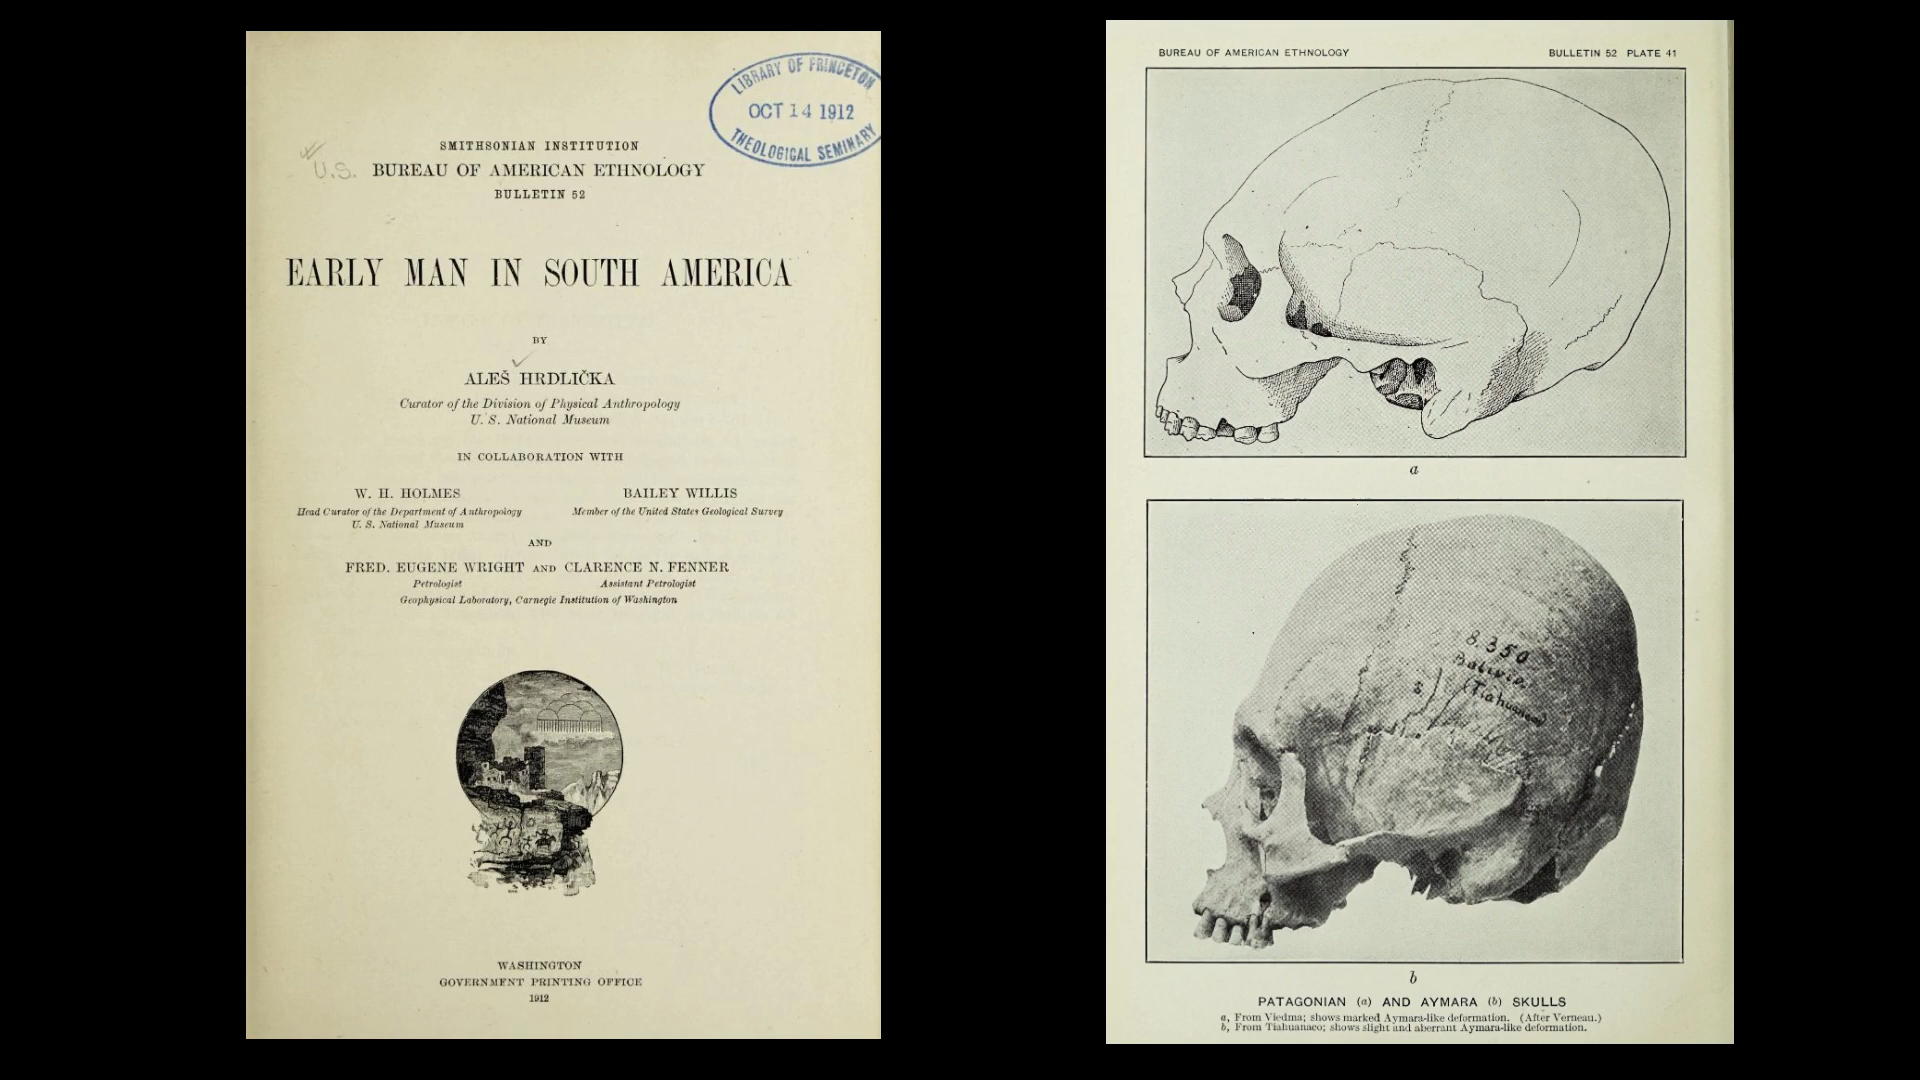 LIBRARY OF PRINCETON
OCT 14 1912
THEOLOGICAL SEMINARY
U.S.
SMITHSONIAN INSTITUTION
BUREAU OF AMERICAN ETHNOLOGY
BULLETIN 52
EARLY MAN IN SOUTH AMERICA
BY
ALEŠ HRDLIČKA
Curator of the Division of Physical Anthropology
U. S. National Museum
IN COLLABORATION WITH
W. H. HOLMES
Head Curator of the Department of Anthropology
U. S. National Museum
BAILEY WILLIS
Member of the United States Geological Survey
AND
FRED. EUGENE WRIGHT AND CLARENCE N. FENNER
Petrologist Assistant Petrologist
Geophysical Laboratory, Carnegie Institution of Washington
WASHINGTON
GOVERNMENT PRINTING OFFICE
1912
BUREAU OF AMERICAN ETHNOLOGY BULLETIN 52 PLATE 41
a
8.350
Bolivia
(Tiahuanaco)
b
PATAGONIAN (a) AND AYMARA (b) SKULLS
a, From Viedma; shows marked Aymara-like deformation. (After Verneau.)
b, From Tiahuanaco; shows slight and aberrant Aymara-like deformation.